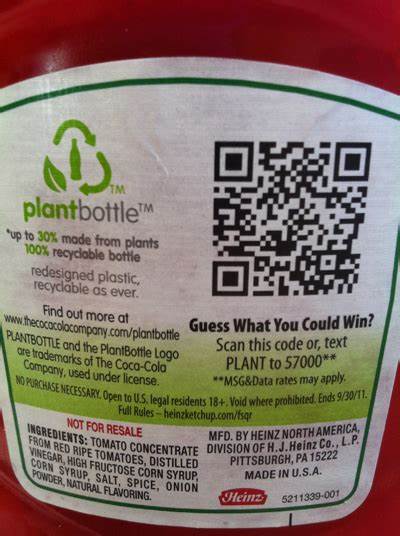 TM
plantbottle™
*up to 30% made from plants
100% recyclable bottle
redesigned plastic,
recyclable as ever.
Find out more at
www.thecocacolacompany.com/plantbottle
PLANTBOTTLE and the PlantBottle Logo
are trademarks of The Coca-Cola
Company, used under license.
Guess What You Could Win?
Scan this code or, text
PLANT to 57000**
**MSG&Data rates may apply.
NO PURCHASE NECESSARY. Open to U.S. legal residents 18+. Void where prohibited. Ends 9/30/11.
Full Rules – heinzketchup.com/fsqr
NOT FOR RESALE
INGREDIENTS: TOMATO CONCENTRATE
FROM RED RIPE TOMATOES, DISTILLED
VINEGAR, HIGH FRUCTOSE CORN SYRUP,
CORN SYRUP, SALT, SPICE, ONION
POWDER, NATURAL FLAVORING.
MFD. BY HEINZ NORTH AMERICA,
DIVISION OF H.J. Heinz Co., L.P.
PITTSBURGH, PA 15222
MADE IN U.S.A.
Heinz
5211339-001